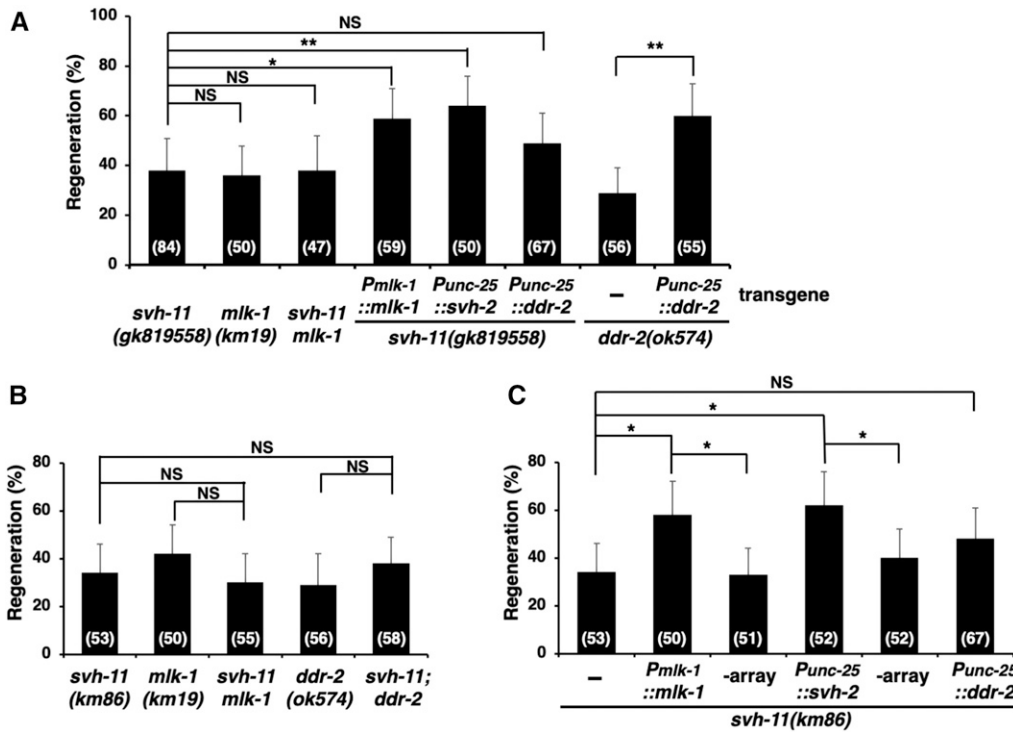 A
Regeneration (%)
100
80
60
40
20
0
NS
**
*
NS
NS
**
(84) (50) (47) (59) (50) (67) (56) (55)
Pmlk-1 Punc-25 Punc-25 – Punc-25 transgene
::mlk-1 ::svh-2 ::ddr-2 ::ddr-2
svh-11 mlk-1 svh-11
(gk819558) (km19) mlk-1
svh-11(gk819558) ddr-2(ok574)
B
Regeneration (%)
80
60
40
20
0
NS
NS
NS
NS
(53) (50) (55) (56) (58)
svh-11 mlk-1 svh-11 ddr-2 svh-11;
(km86) (km19) mlk-1 (ok574) ddr-2
C
Regeneration (%)
80
60
40
20
0
NS
*
* * *
(53) (50) (51) (52) (52) (67)
– Pmlk-1 -array Punc-25 -array Punc-25
::mlk-1 ::svh-2 ::ddr-2
svh-11(km86)